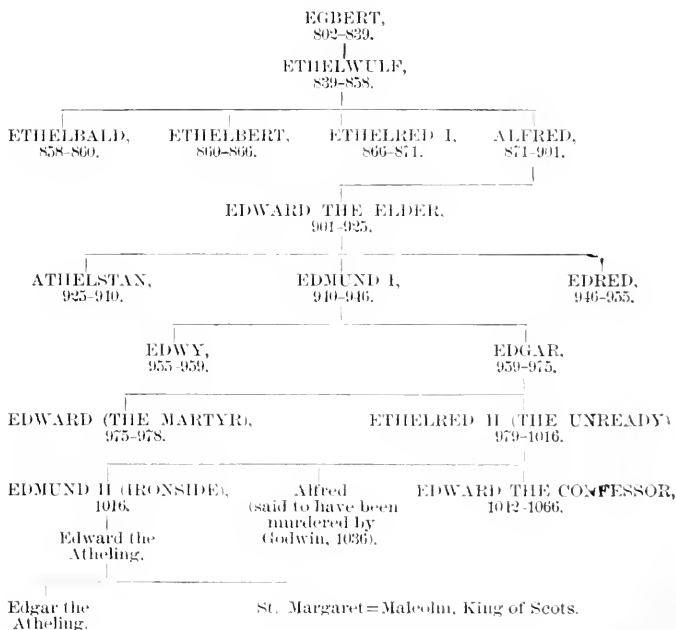 EGBERT,
802–839.
ETHELWULF,
839–858.
ETHELBALD, ETHELBERT, ETHELRED I, ALFRED,
858–860. 860–866. 866–871. 871–901.
EDWARD THE ELDER,
901–925.
ATHELSTAN, EDMUND I, EDRED,
925–940. 940–946. 946–955.
EDWY, EDGAR,
955–959. 959–975.
EDWARD (THE MARTYR), ETHELRED II (THE UNREADY)
975–978. 979–1016.
EDMUND II (IRONSIDE), Alfred EDWARD THE CONFESSOR,
1016. (said to have been 1042–1066.
Edward the murdered by
Atheling. Godwin, 1036).
Edgar the St. Margaret=Malcolm, King of Scots.
Atheling.